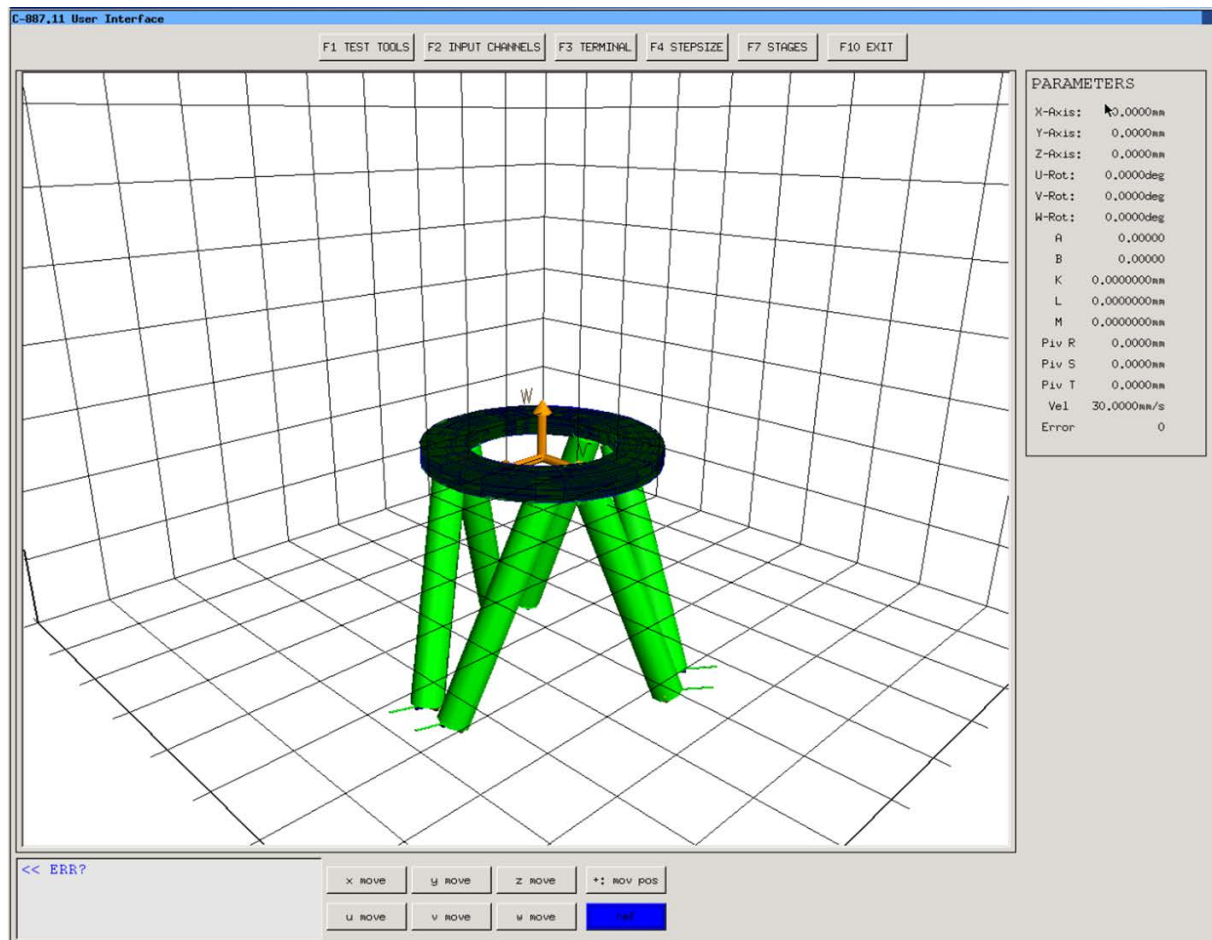 C-887.11 User Interface
F1 TEST TOOLS F2 INPUT CHANNELS F3 TERMINAL F4 STEPSIZE F7 STAGES F10 EXIT
PARAMETERS
X-Axis: 0.0000mm
Y-Axis: 0.0000mm
Z-Axis: 0.0000mm
U-Rot: 0.0000deg
V-Rot: 0.0000deg
W-Rot: 0.0000deg
A 0.00000
B 0.00000
K 0.0000000mm
L 0.0000000mm
M 0.0000000mm
Piv R 0.0000mm
Piv S 0.0000mm
Piv T 0.0000mm
Vel 30.0000mm/s
Error 0
W
<< ERR?
x move y move z move +: mov pos
u move v move w move ref